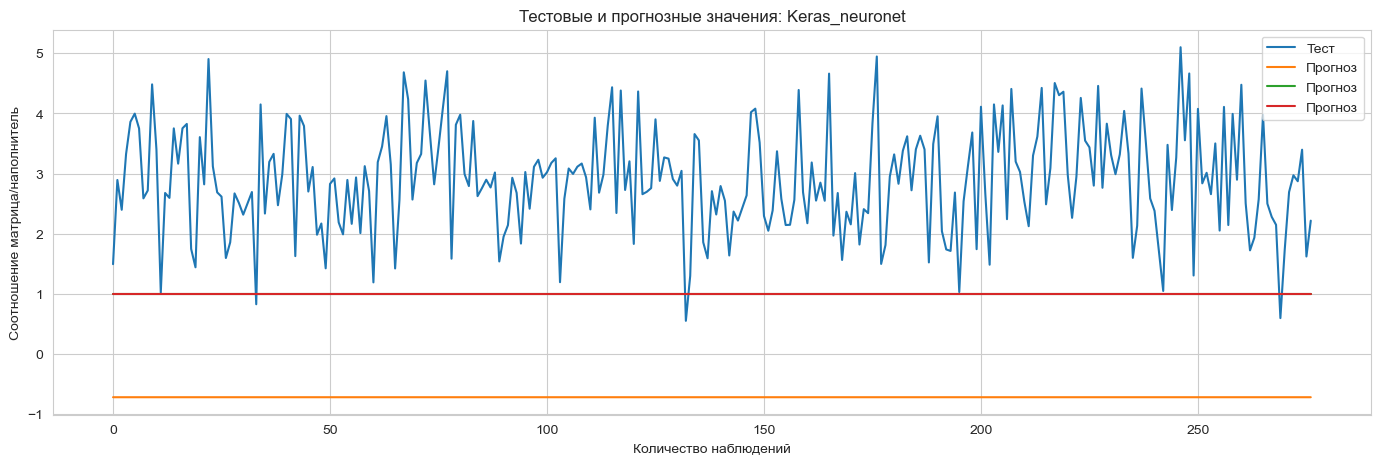 Тестовые и прогнозные значения: Keras_neuronet
Соотношение матрица/наполнитель
5
4
3
2
1
0
−1
Тест
Прогноз
Прогноз
Прогноз
0 50 100 150 200 250
Количество наблюдений